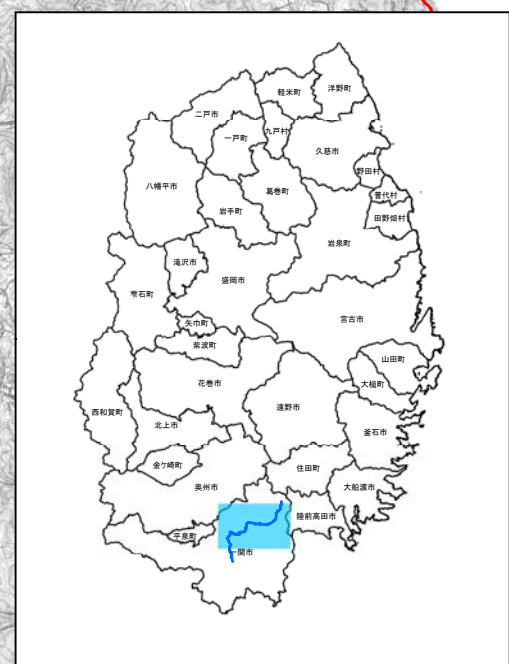 洋野町
軽米町
二戸市
九戸村
一戸町
久慈市
野田村
八幡平市
葛巻町
普代村
岩手町
田野畑村
岩泉町
滝沢市
盛岡市
雫石町
宮古市
矢巾町
紫波町
山田町
花巻市
大槌町
遠野市
西和賀町
北上市
釜石市
金ケ崎町
住田町
奥州市
大船渡市
陸前高田市
平泉町
一関市